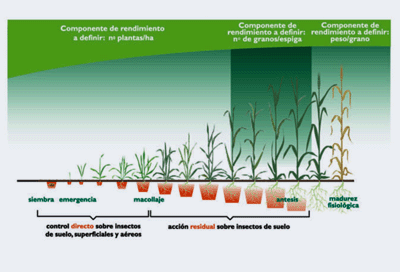 Componente de rendimiento
a definir: nº plantas/ha
Componente de
rendimiento a definir:
nº de granos/espiga
Componente de
rendimiento a definir:
peso/grano
siembra emergencia macollaje antesis madurez
fisiológica
control directo sobre insectos
de suelo, superficiales y aéreos
acción residual sobre insectos de suelo